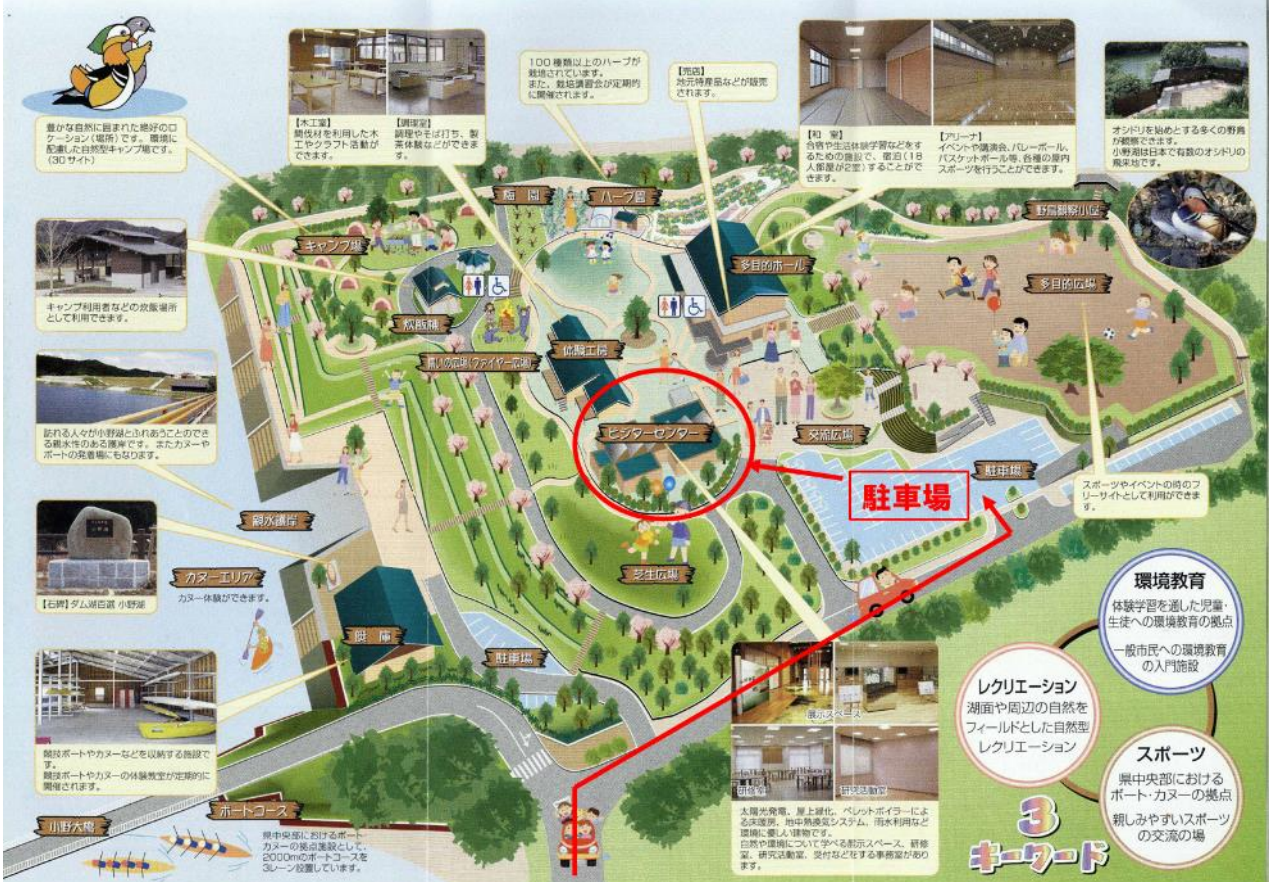 豊かな自然に囲まれた絶好のロ
ケーション(場所)です。環境に
配慮した自然型キャンプ場です。
(30サイト)
【木工室】
間伐材を利用した木
工やクラフト活動が
できます。
【調理室】
調理やそば打ち、製
茶体験などができま
す。
100種類以上のハーブが
栽培されています。
また、栽培講習会が定期的
に開催されます。
【売店】
地元特産品などが販売
されます。
【和室】
合宿や生活体験学習などをす
るための施設で、宿泊(18
人部屋が2室)することがで
きます。
【アリーナ】
イベントや講演会、バレーボール、
バスケットボール等、各種の屋内
スポーツを行うことができます。
オシドリを始めとする多くの野鳥
が観察できます。
小野湖は日本で有数のオシドリの
飛来地です。
梅園
ハーブ園
野鳥観察小屋
キャンプ場
多目的ホール
多目的広場
キャンプ利用者などの炊飯場所
として利用できます。
炊飯棟
集いの広場(ファイヤー広場)
体験工房
訪れる人々が小野湖とふれあうことのでき
る親水性のある護岸です。またカヌーや
ボートの発着場にもなります。
ビジターセンター
交流広場
駐車場
駐車場
スポーツやイベントの時のフ
リーサイトとして利用ができま
す。
親水護岸
【石碑】ダム湖百選 小野湖
カヌーエリア
カヌー体験ができます。
芝生広場
艇庫
駐車場
競技ボートやカヌーなどを収納する施設で
す。
競技ボートやカヌーの体験教室が定期的に
開催されます。
展示スペース
研修室
研究活動室
太陽光発電、屋上緑化、ペレットボイラーによ
る床暖房、地中熱換気システム、雨水利用など
環境に優しい建物です。
自然や環境について学べる展示スペース、研修
室、研究活動室、受付などをする事務室があり
ます。
環境教育
体験学習を通した児童・
生徒への環境教育の拠点
一般市民への環境教育
の入門施設
レクリエーション
湖面や周辺の自然を
フィールドとした自然型
レクリエーション
スポーツ
県中央部における
ボート・カヌーの拠点
親しみやすいスポーツ
の交流の場
3
キーワード
小野大橋
ボートコース
県中央部におけるボート・
カヌーの拠点施設として、
2000mのボートコースを
3レーン設置しています。